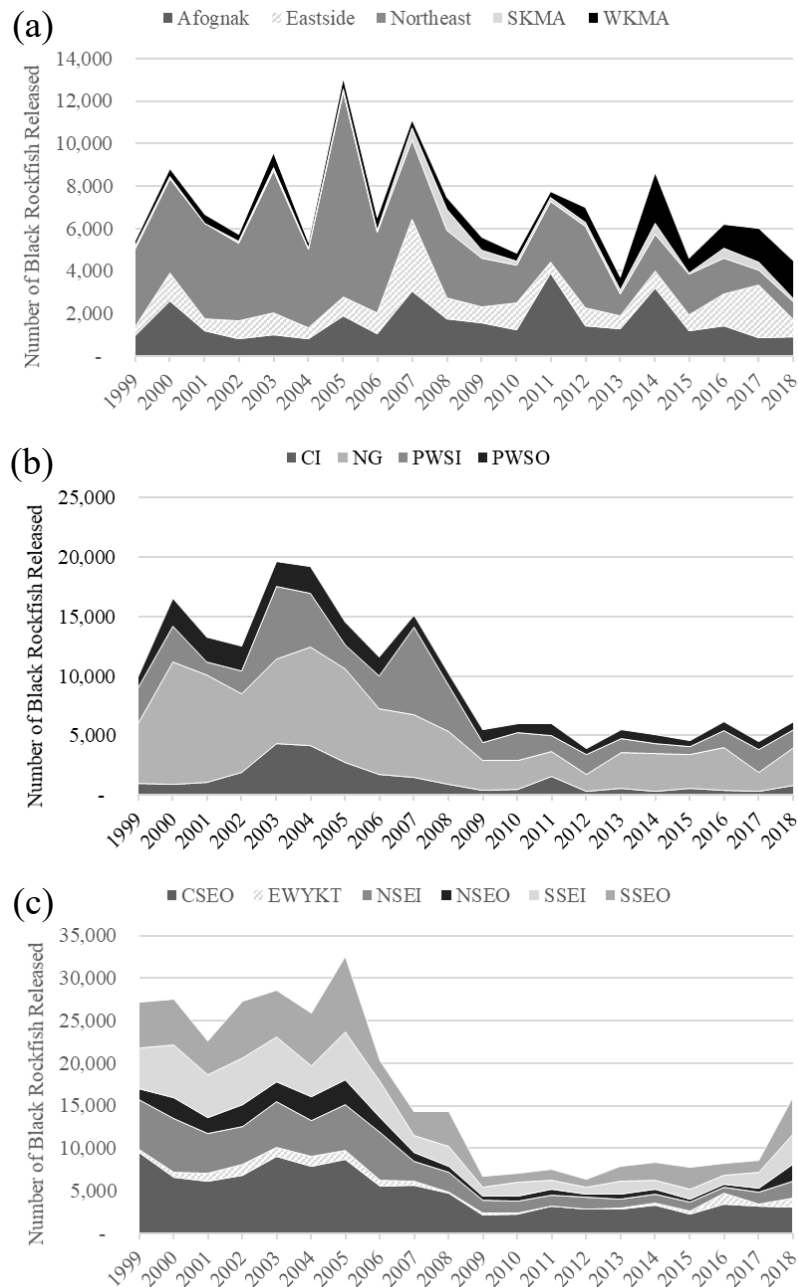 (a)
Afognak Eastside Northeast SKMA WKMA
Number of Black Rockfish Released
14,000
12,000
10,000
8,000
6,000
4,000
2,000
-
1999 2000 2001 2002 2003 2004 2005 2006 2007 2008 2009 2010 2011 2012 2013 2014 2015 2016 2017 2018
(b)
CI NG PWSI PWSO
Number of Black Rockfish Released
25,000
20,000
15,000
10,000
5,000
-
1999 2000 2001 2002 2003 2004 2005 2006 2007 2008 2009 2010 2011 2012 2013 2014 2015 2016 2017 2018
(c)
CSEO EWYKT NSEI NSEO SSEI SSEO
Number of Black Rockfish Released
35,000
30,000
25,000
20,000
15,000
10,000
5,000
-
1999 2000 2001 2002 2003 2004 2005 2006 2007 2008 2009 2010 2011 2012 2013 2014 2015 2016 2017 2018